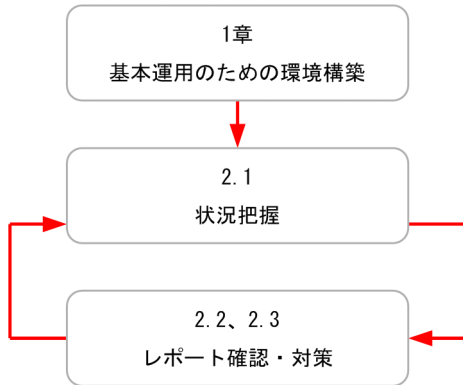 1章
基本運用のための環境構築
2.1
状況把握
2.2、2.3
レポート確認・対策